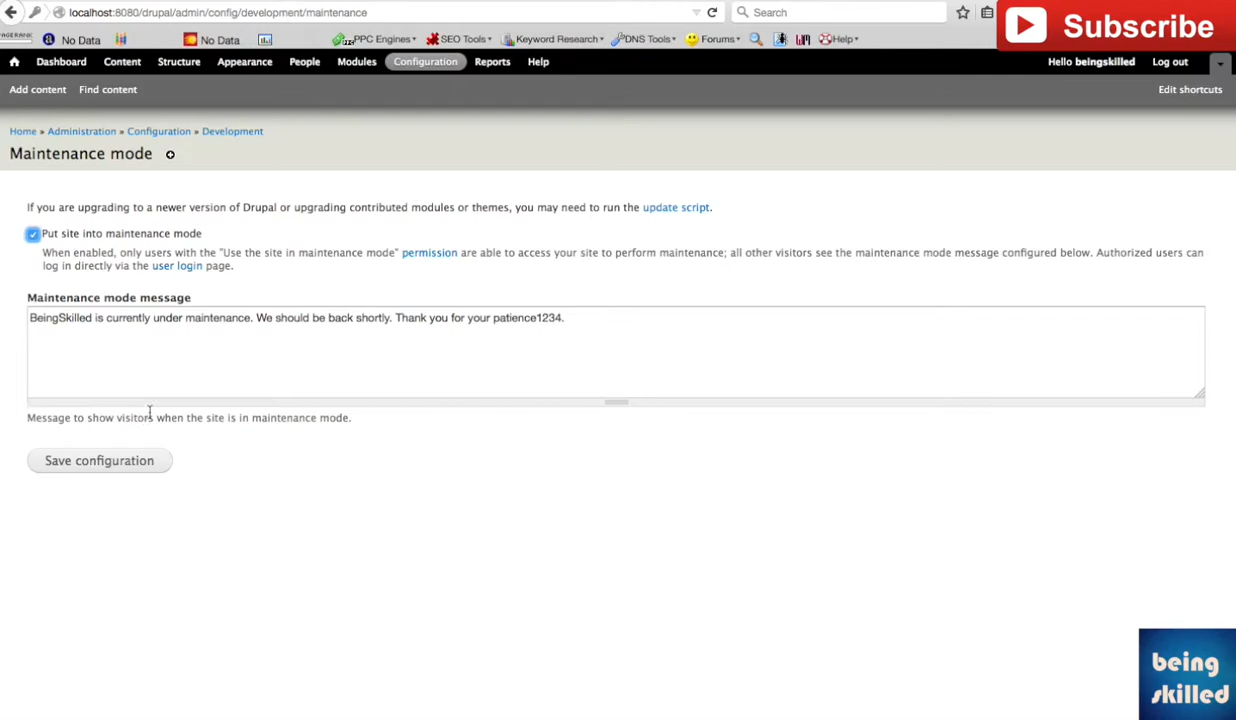 localhost:8080/drupal/admin/config/development/maintenance
Search
Subscribe
PAGERANK
No Data
No Data
PPC Engines
SEO Tools
Keyword Research
DNS Tools
Forums
Help
Dashboard
Content
Structure
Appearance
People
Modules
Configuration
Reports
Help
Hello beingskilled
Log out
Add content
Find content
Edit shortcuts
Home » Administration » Configuration » Development
Maintenance mode
If you are upgrading to a newer version of Drupal or upgrading contributed modules or themes, you may need to run the update script.
Put site into maintenance mode
When enabled, only users with the "Use the site in maintenance mode" permission are able to access your site to perform maintenance; all other visitors see the maintenance mode message configured below. Authorized users can
log in directly via the user login page.
Maintenance mode message
BeingSkilled is currently under maintenance. We should be back shortly. Thank you for your patience1234.
Message to show visitors when the site is in maintenance mode.
Save configuration
being
skilled